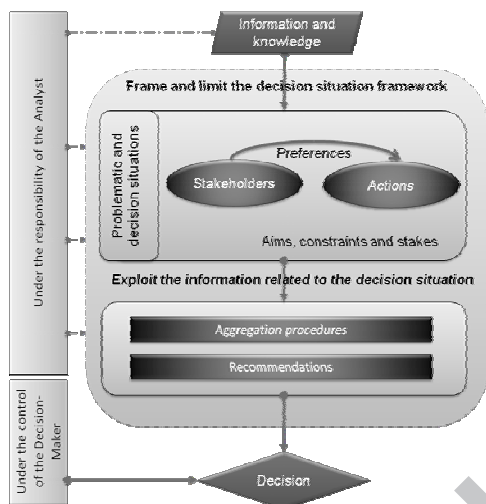 Information and
knowledge
Frame and limit the decision situation framework
Under the responsibility of the Analyst
Problematic and
decision situations
Preferences
Stakeholders
Actions
Aims, constraints and stakes
Exploit the information related to the decision situation
Aggregation procedures
Recommendations
Under the control
of the Decision-
Maker
Decision